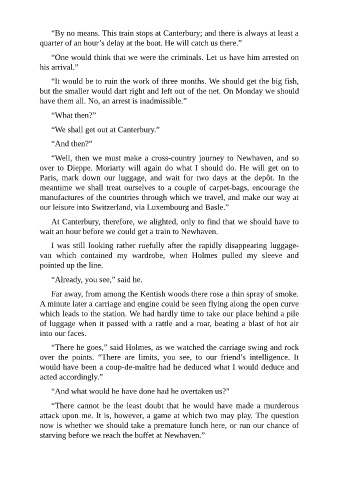 “By no means. This train stops at Canterbury; and there is always at least a
quarter of an hour’s delay at the boat. He will catch us there.”
“One would think that we were the criminals. Let us have him arrested on
his arrival.”
“It would be to ruin the work of three months. We should get the big fish,
but the smaller would dart right and left out of the net. On Monday we should
have them all. No, an arrest is inadmissible.”
“What then?”
“We shall get out at Canterbury.”
“And then?”
“Well, then we must make a cross-country journey to Newhaven, and so
over to Dieppe. Moriarty will again do what I should do. He will get on to
Paris, mark down our luggage, and wait for two days at the depôt. In the
meantime we shall treat ourselves to a couple of carpet-bags, encourage the
manufactures of the countries through which we travel, and make our way at
our leisure into Switzerland, via Luxembourg and Basle.”
At Canterbury, therefore, we alighted, only to find that we should have to
wait an hour before we could get a train to Newhaven.
I was still looking rather ruefully after the rapidly disappearing luggage-
van which contained my wardrobe, when Holmes pulled my sleeve and
pointed up the line.
“Already, you see,” said he.
Far away, from among the Kentish woods there rose a thin spray of smoke.
A minute later a carriage and engine could be seen flying along the open curve
which leads to the station. We had hardly time to take our place behind a pile
of luggage when it passed with a rattle and a roar, beating a blast of hot air
into our faces.
“There he goes,” said Holmes, as we watched the carriage swing and rock
over the points. “There are limits, you see, to our friend’s intelligence. It
would have been a coup-de-maître had he deduced what I would deduce and
acted accordingly.”
“And what would he have done had he overtaken us?”
“There cannot be the least doubt that he would have made a murderous
attack upon me. It is, however, a game at which two may play. The question
now is whether we should take a premature lunch here, or run our chance of
starving before we reach the buffet at Newhaven.”